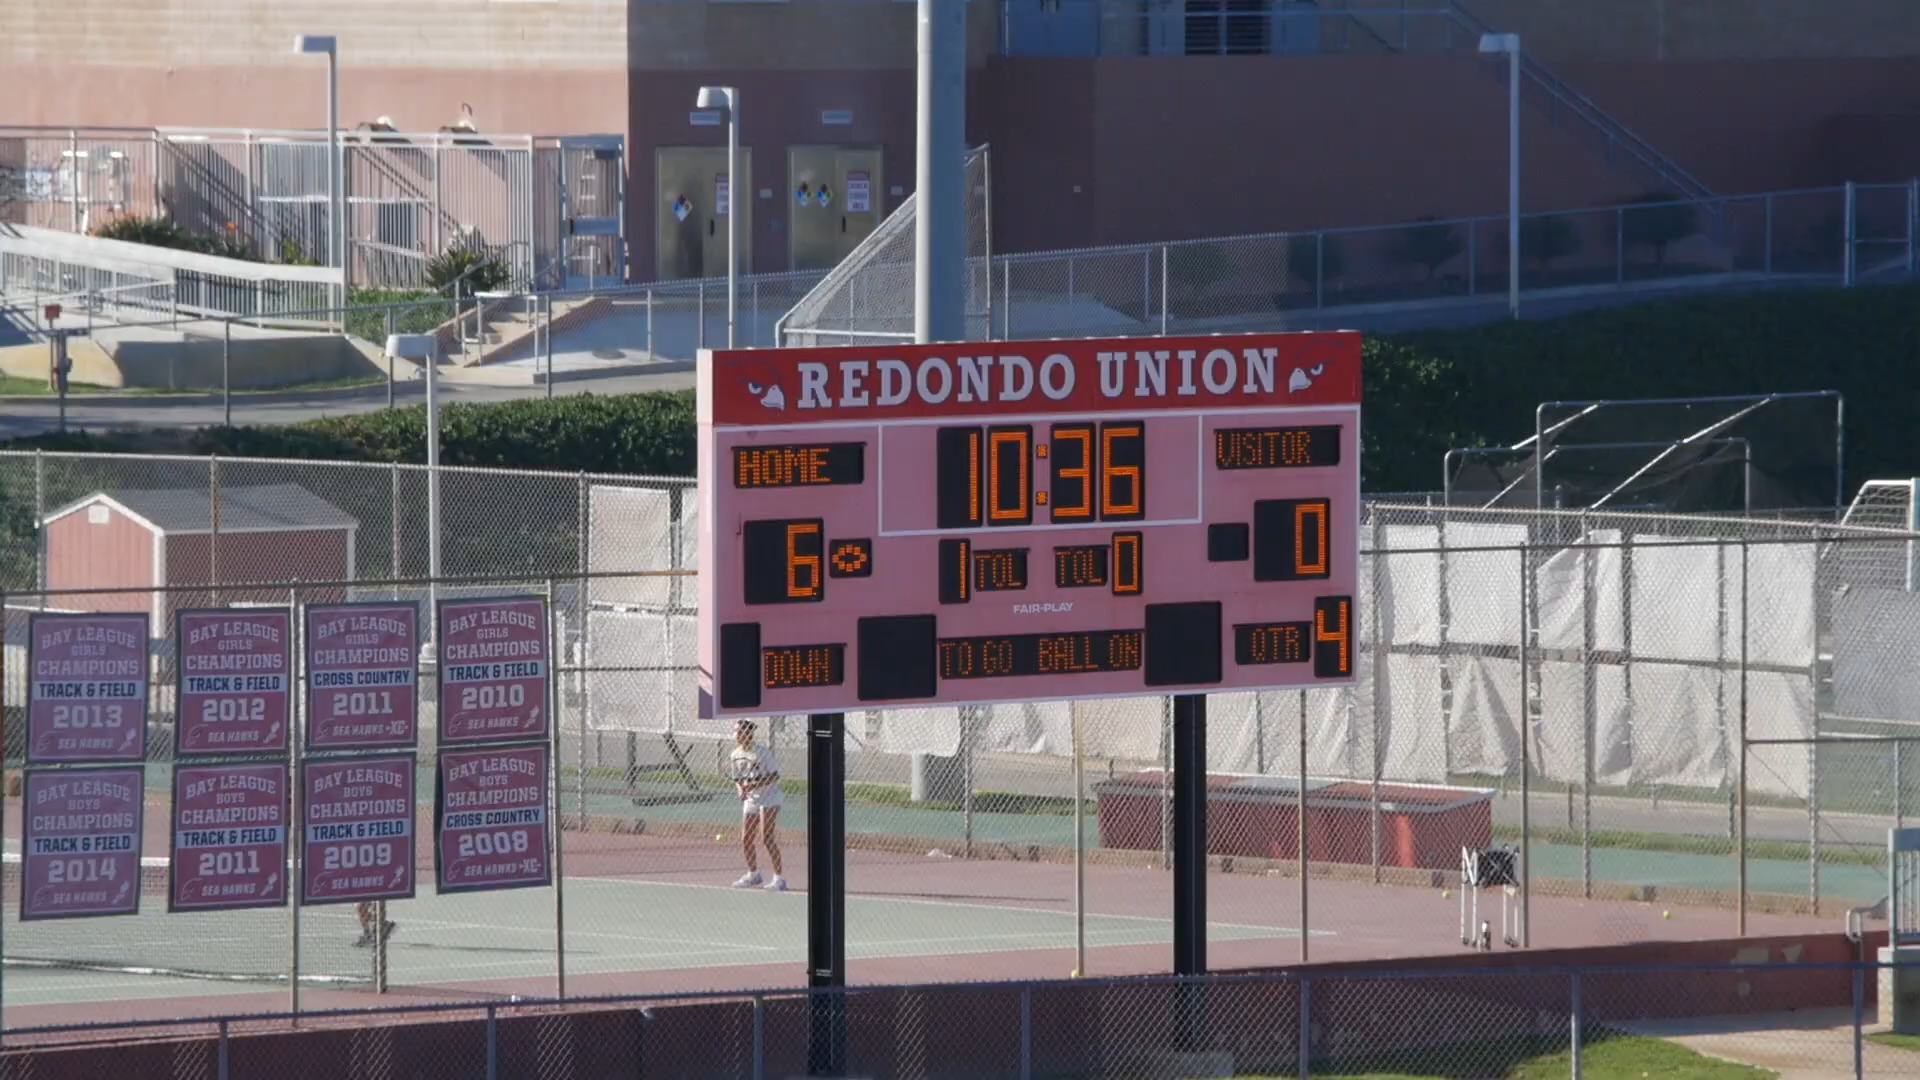 REDONDO UNION
HOME 10:36 VISITOR
6 1 TOL TOL 0 0
FAIR-PLAY
DOWN TO GO BALL ON QTR 4
BAY LEAGUE
GIRLS
CHAMPIONS
TRACK & FIELD
2013
SEA HAWKS
BAY LEAGUE
GIRLS
CHAMPIONS
TRACK & FIELD
2012
SEA HAWKS
BAY LEAGUE
GIRLS
CHAMPIONS
CROSS COUNTRY
2011
SEA HAWKS XC
BAY LEAGUE
GIRLS
CHAMPIONS
TRACK & FIELD
2010
SEA HAWKS
BAY LEAGUE
BOYS
CHAMPIONS
TRACK & FIELD
2014
SEA HAWKS
BAY LEAGUE
BOYS
CHAMPIONS
TRACK & FIELD
2011
SEA HAWKS
BAY LEAGUE
BOYS
CHAMPIONS
TRACK & FIELD
2009
SEA HAWKS
BAY LEAGUE
BOYS
CHAMPIONS
CROSS COUNTRY
2008
SEA HAWKS XC